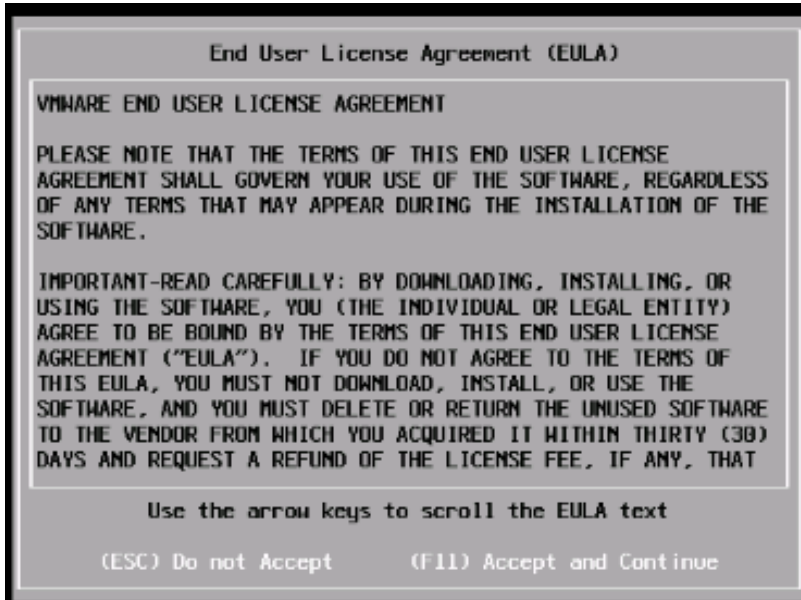 End User License Agreement (EULA)
VMWARE END USER LICENSE AGREEMENT
PLEASE NOTE THAT THE TERMS OF THIS END USER LICENSE
AGREEMENT SHALL GOVERN YOUR USE OF THE SOFTWARE, REGARDLESS
OF ANY TERMS THAT MAY APPEAR DURING THE INSTALLATION OF THE
SOFTWARE.
IMPORTANT-READ CAREFULLY: BY DOWNLOADING, INSTALLING, OR
USING THE SOFTWARE, YOU (THE INDIVIDUAL OR LEGAL ENTITY)
AGREE TO BE BOUND BY THE TERMS OF THIS END USER LICENSE
AGREEMENT ("EULA").  IF YOU DO NOT AGREE TO THE TERMS OF
THIS EULA, YOU MUST NOT DOWNLOAD, INSTALL, OR USE THE
SOFTWARE, AND YOU MUST DELETE OR RETURN THE UNUSED SOFTWARE
TO THE VENDOR FROM WHICH YOU ACQUIRED IT WITHIN THIRTY (30)
DAYS AND REQUEST A REFUND OF THE LICENSE FEE, IF ANY, THAT
Use the arrow keys to scroll the EULA text
(ESC) Do not Accept (F11) Accept and Continue